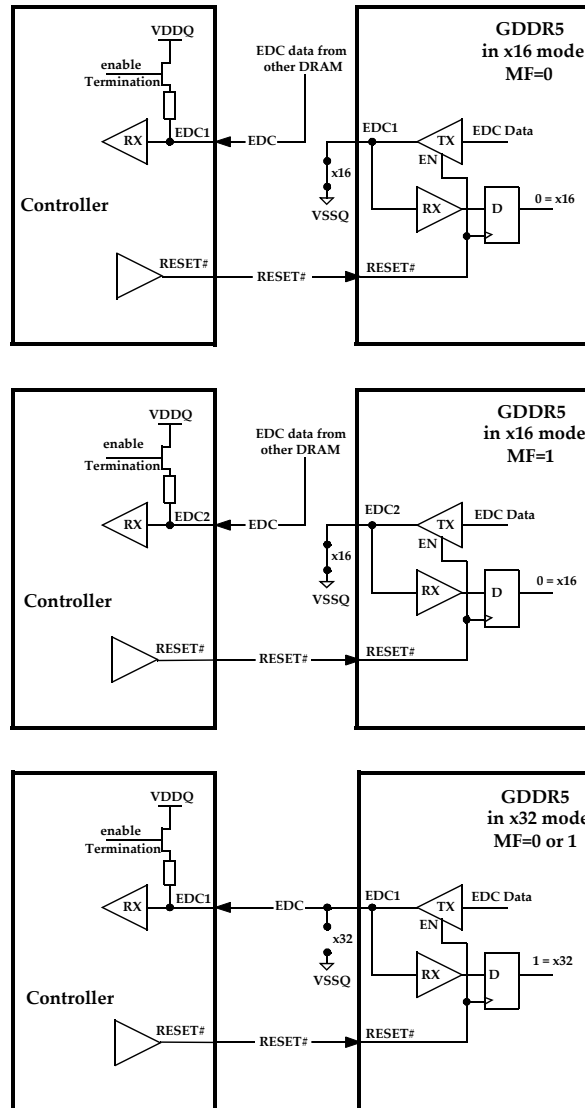 GDDR5
in x16 mode
MF=0
VDDQ
enable
Termination
EDC data from
other DRAM
RX
EDC1
EDC
EDC1
TX
EDC Data
EN
x16
VSSQ
RX
D
0 = x16
Controller
RESET#
RESET#
RESET#
GDDR5
in x16 mode
MF=1
VDDQ
enable
Termination
EDC data from
other DRAM
RX
EDC2
EDC
EDC2
TX
EDC Data
EN
x16
VSSQ
RX
D
0 = x16
Controller
RESET#
RESET#
RESET#
GDDR5
in x32 mode
MF=0 or 1
VDDQ
enable
Termination
RX
EDC1
EDC
EDC1
TX
EDC Data
EN
x32
VSSQ
RX
D
1 = x32
Controller
RESET#
RESET#
RESET#